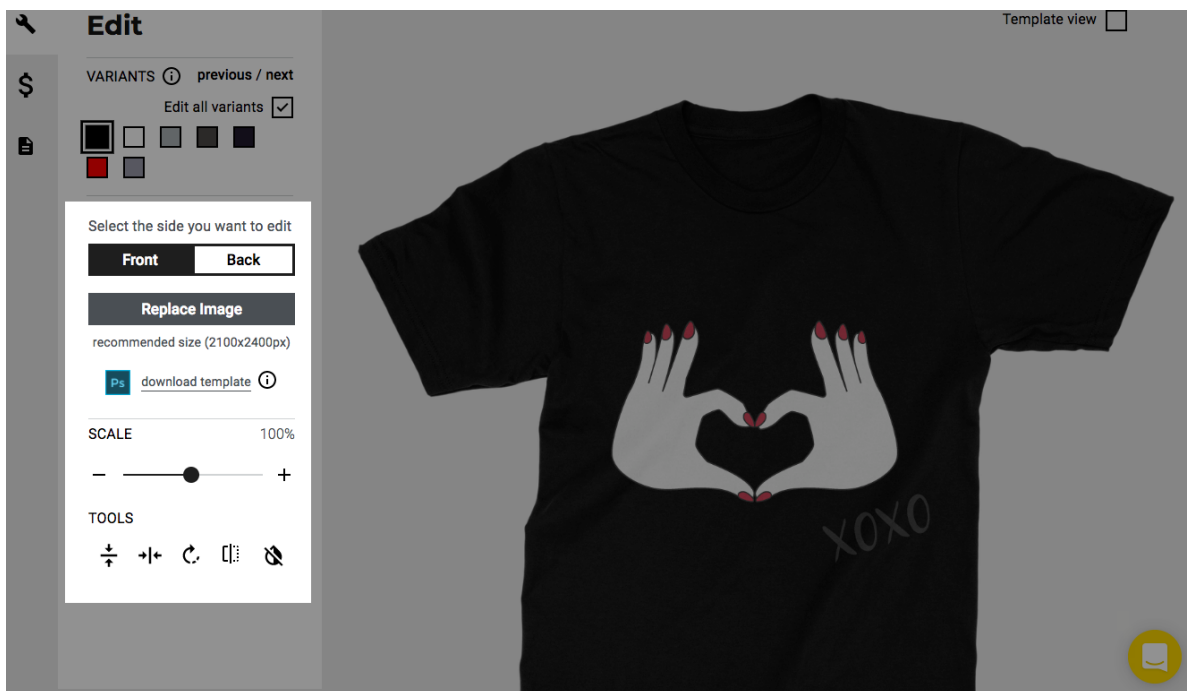 Edit
Template view
VARIANTS previous / next
Edit all variants
Select the side you want to edit
Front Back
Replace Image
recommended size (2100x2400px)
Ps download template
SCALE 100%
TOOLS
XOXO